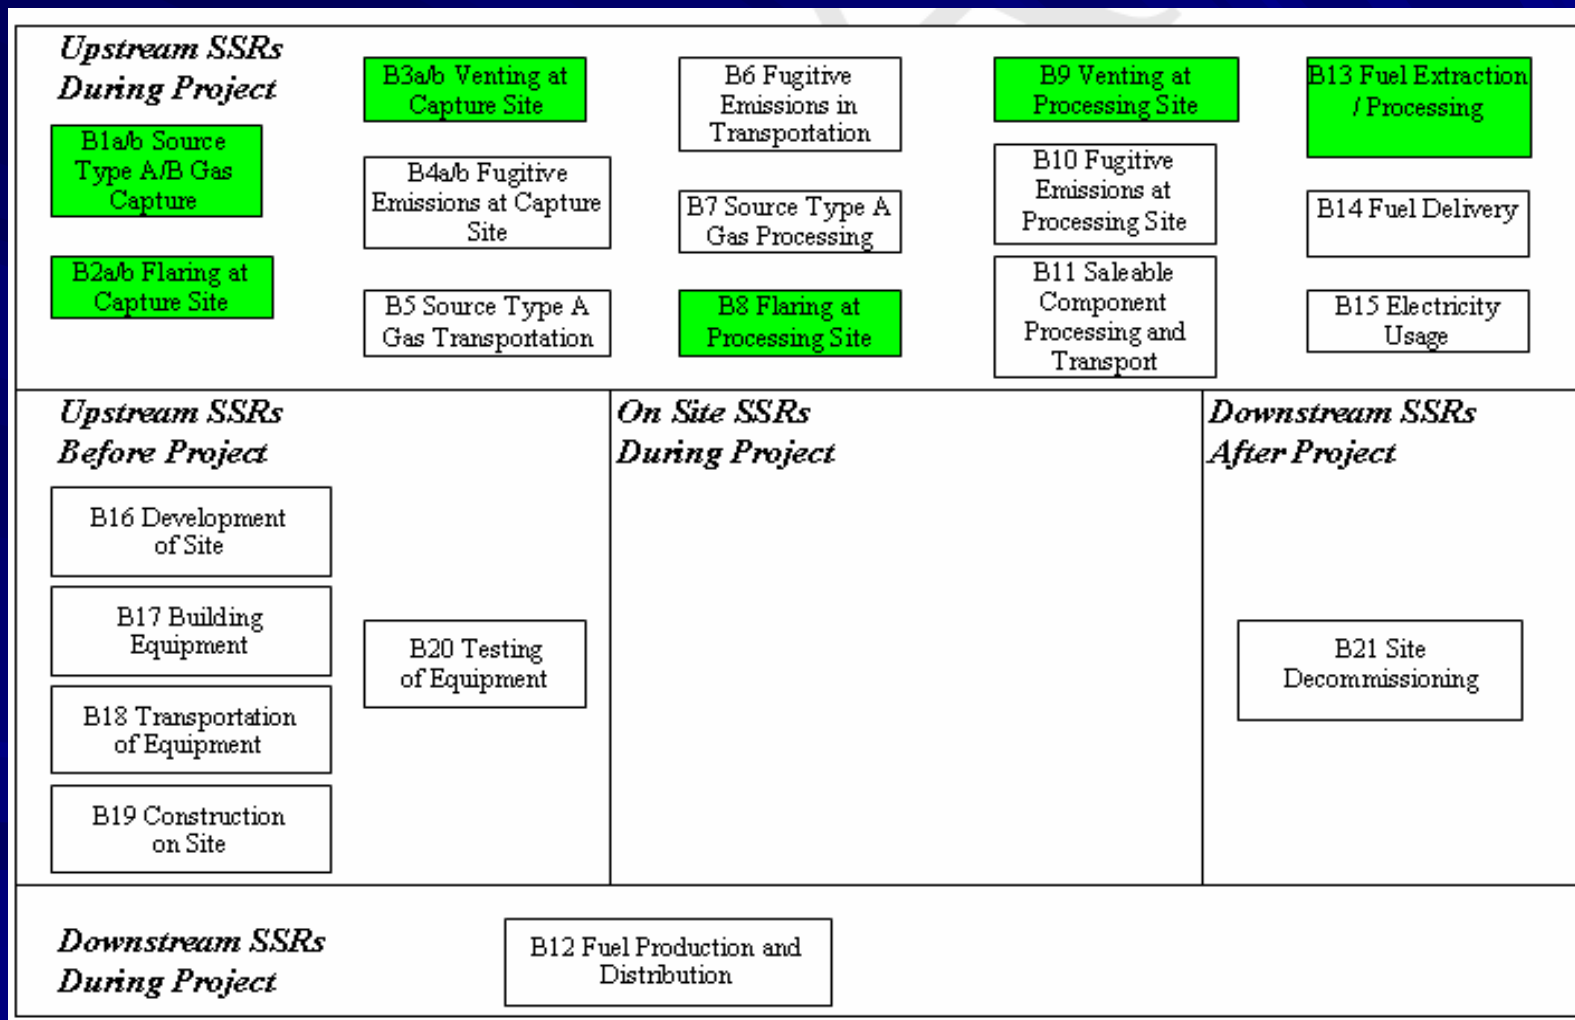 Upstream SSRs
During Project
B1a/b Source
Type A/B Gas
Capture
B2a/b Flaring at
Capture Site
B3a/b Venting at
Capture Site
B4a/b Fugitive
Emissions at Capture
Site
B5 Source Type A
Gas Transportation
B6 Fugitive
Emissions in
Transportation
B7 Source Type A
Gas Processing
B8 Flaring at
Processing Site
B9 Venting at
Processing Site
B10 Fugitive
Emissions at
Processing Site
B11 Saleable
Component
Processing and
Transport
B13 Fuel Extraction
/ Processing
B14 Fuel Delivery
B15 Electricity
Usage
Upstream SSRs
Before Project
B16 Development
of Site
B17 Building
Equipment
B18 Transportation
of Equipment
B19 Construction
on Site
B20 Testing
of Equipment
On Site SSRs
During Project
Downstream SSRs
After Project
B21 Site
Decommissioning
Downstream SSRs
During Project
B12 Fuel Production and
Distribution